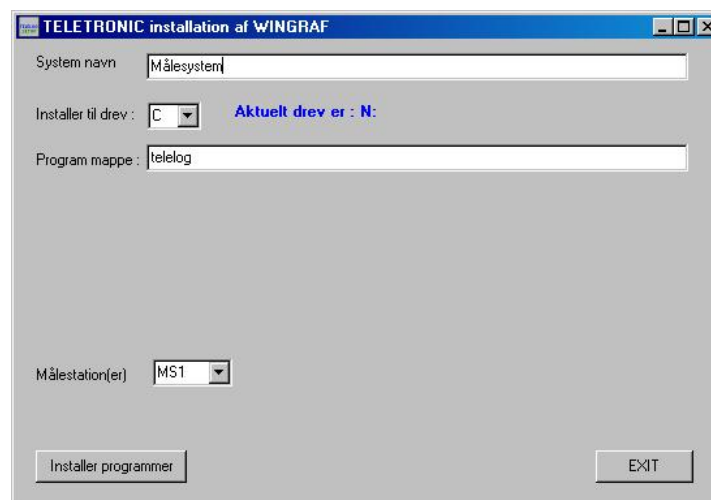 TELETRONIC installation af WINGRAF
System navn Målesystem
Installer til drev : C Aktuelt drev er : N:
Program mappe : telelog
Målestation(er) MS1
Installer programmer EXIT